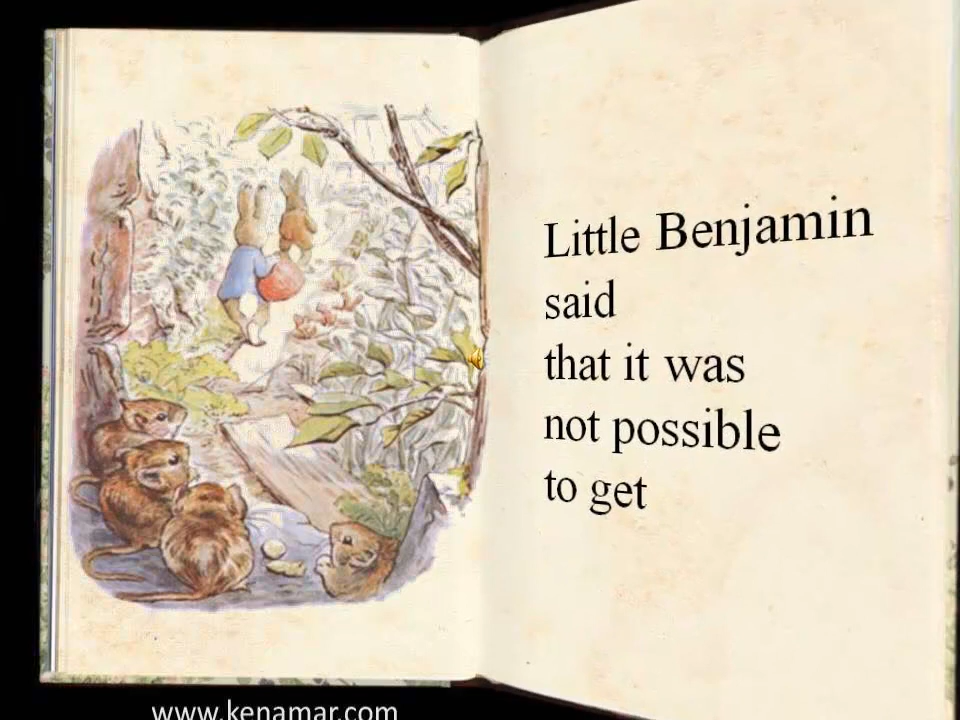 Little Benjamin
said
that it was
not possible
to get
www.kenamar.com